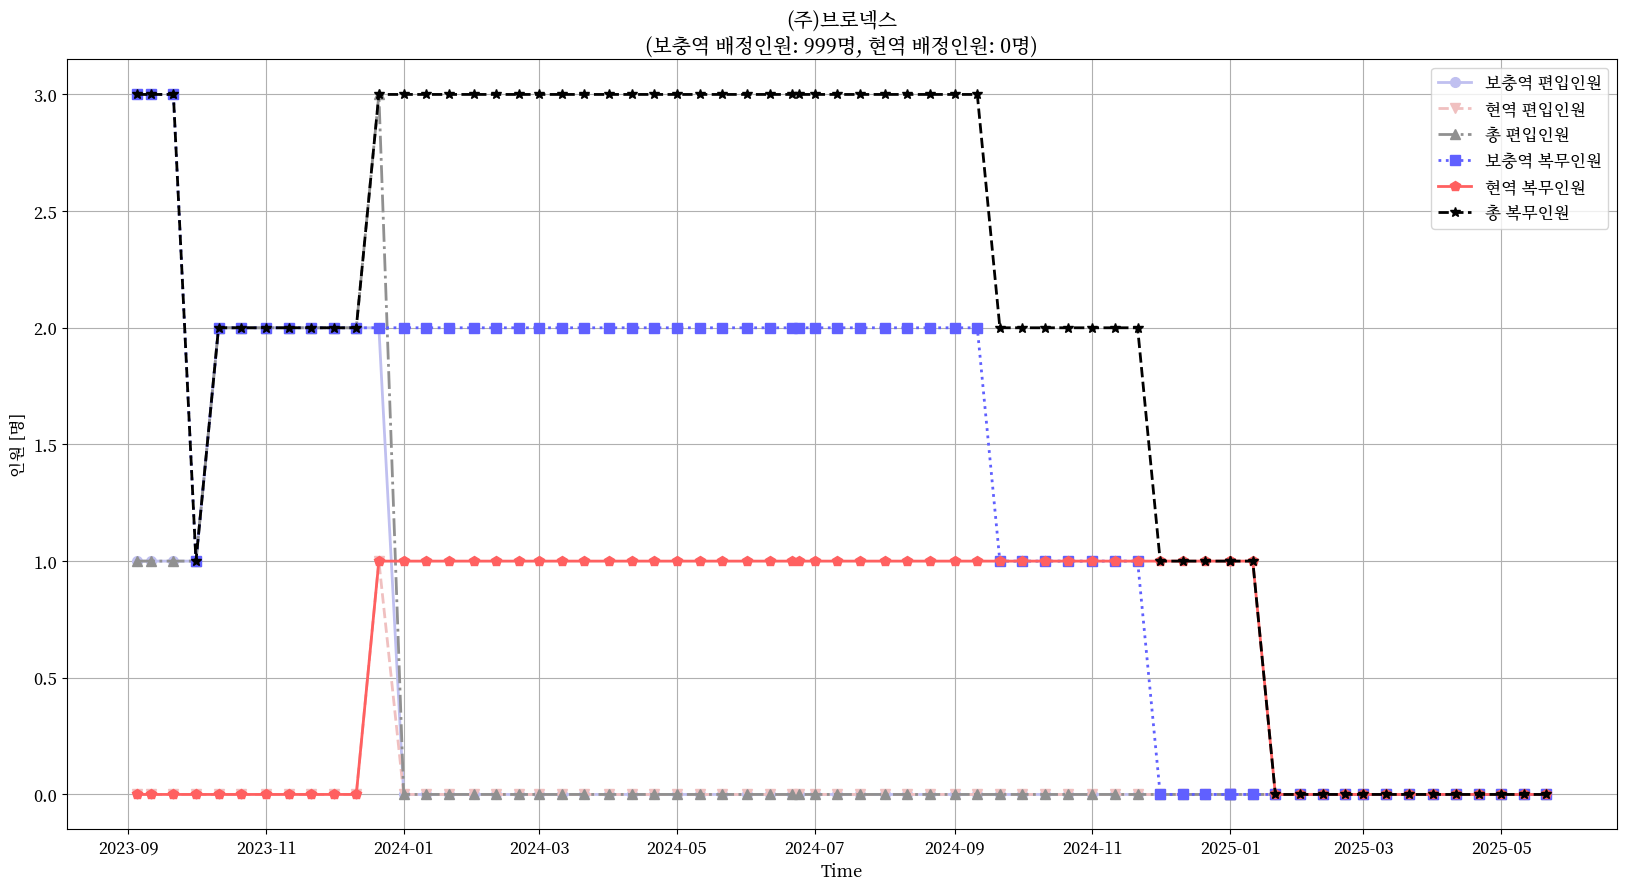 (주)브로넥스
(보충역 배정인원: 999명, 현역 배정인원: 0명)
보충역 편입인원
현역 편입인원
총 편입인원
보충역 복무인원
현역 복무인원
총 복무인원
인원 [명]
3.0
2.5
2.0
1.5
1.0
0.5
0.0
2023-09 2023-11 2024-01 2024-03 2024-05 2024-07 2024-09 2024-11 2025-01 2025-03 2025-05
Time